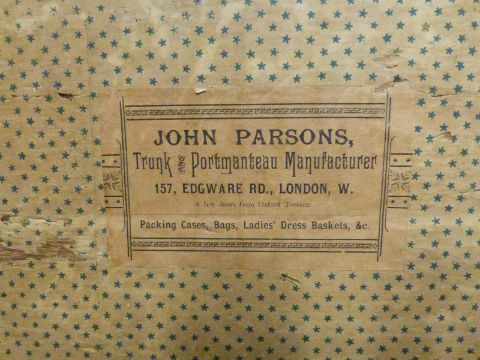 JOHN PARSONS,
Trunk AND Portmanteau Manufacturer
157, EDGWARE RD., LONDON, W.
A few doors from Oxford Terrace.
Packing Cases, Bags, Ladies' Dress Baskets, &c.